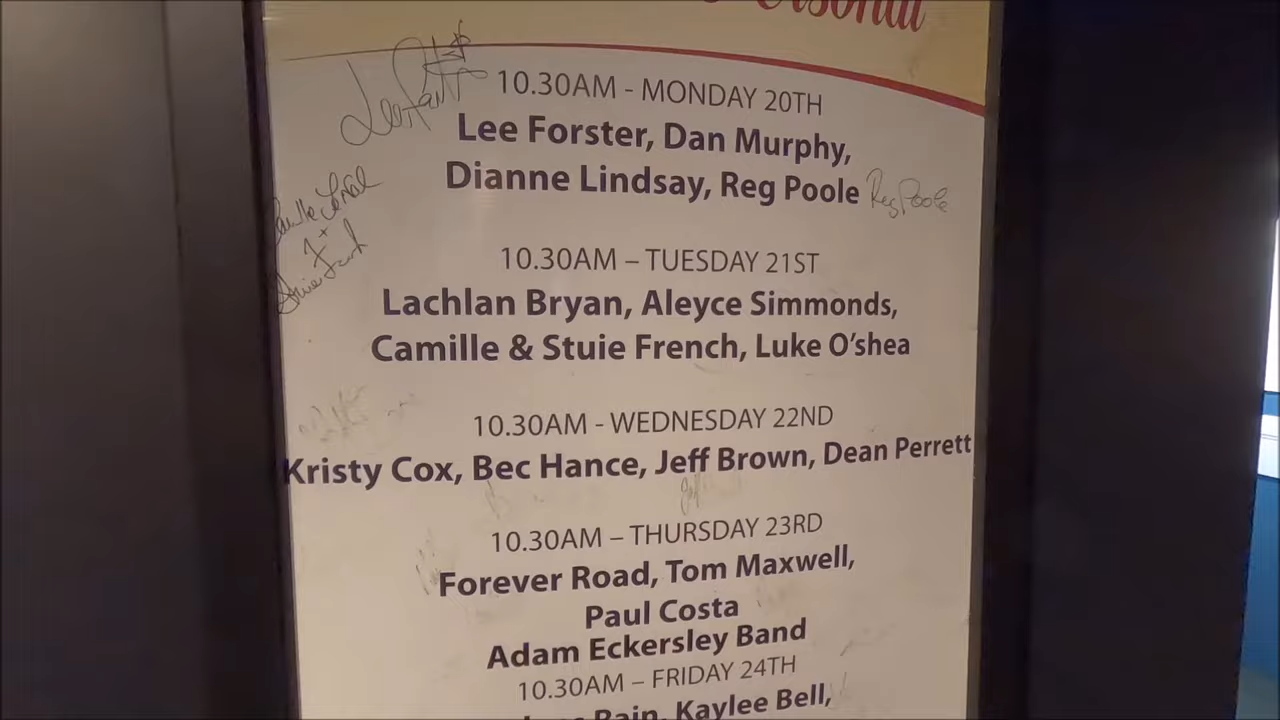 10.30AM - MONDAY 20TH
Lee Forster, Dan Murphy,
Dianne Lindsay, Reg Poole
Reg Poole
10.30AM – TUESDAY 21ST
Lachlan Bryan, Aleyce Simmonds,
Camille & Stuie French, Luke O'shea
10.30AM - WEDNESDAY 22ND
Kristy Cox, Bec Hance, Jeff Brown, Dean Perrett
10.30AM – THURSDAY 23RD
Forever Road, Tom Maxwell,
Paul Costa
Adam Eckersley Band
10.30AM – FRIDAY 24TH
Rain, Kaylee Bell,